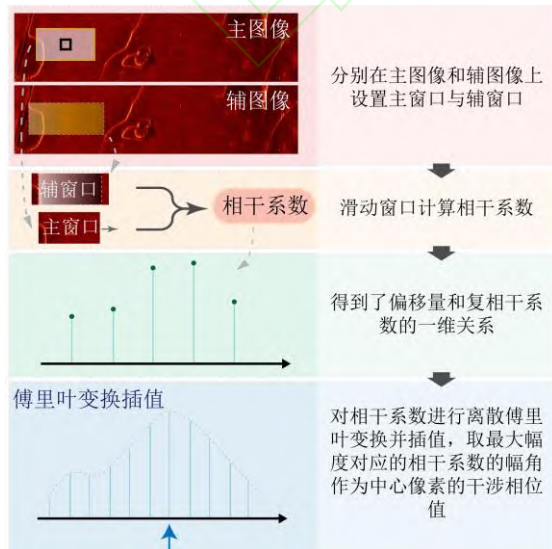 主图像
辅图像
分别在主图像和辅图像上
设置主窗口与辅窗口
辅窗口
主窗口
相干系数
滑动窗口计算相干系数
得到了偏移量和复相干系
数的一维关系
傅里叶变换插值
对相干系数进行离散傅里
叶变换并插值，取最大幅
度对应的相干系数的幅角
作为中心像素的干涉相位
值